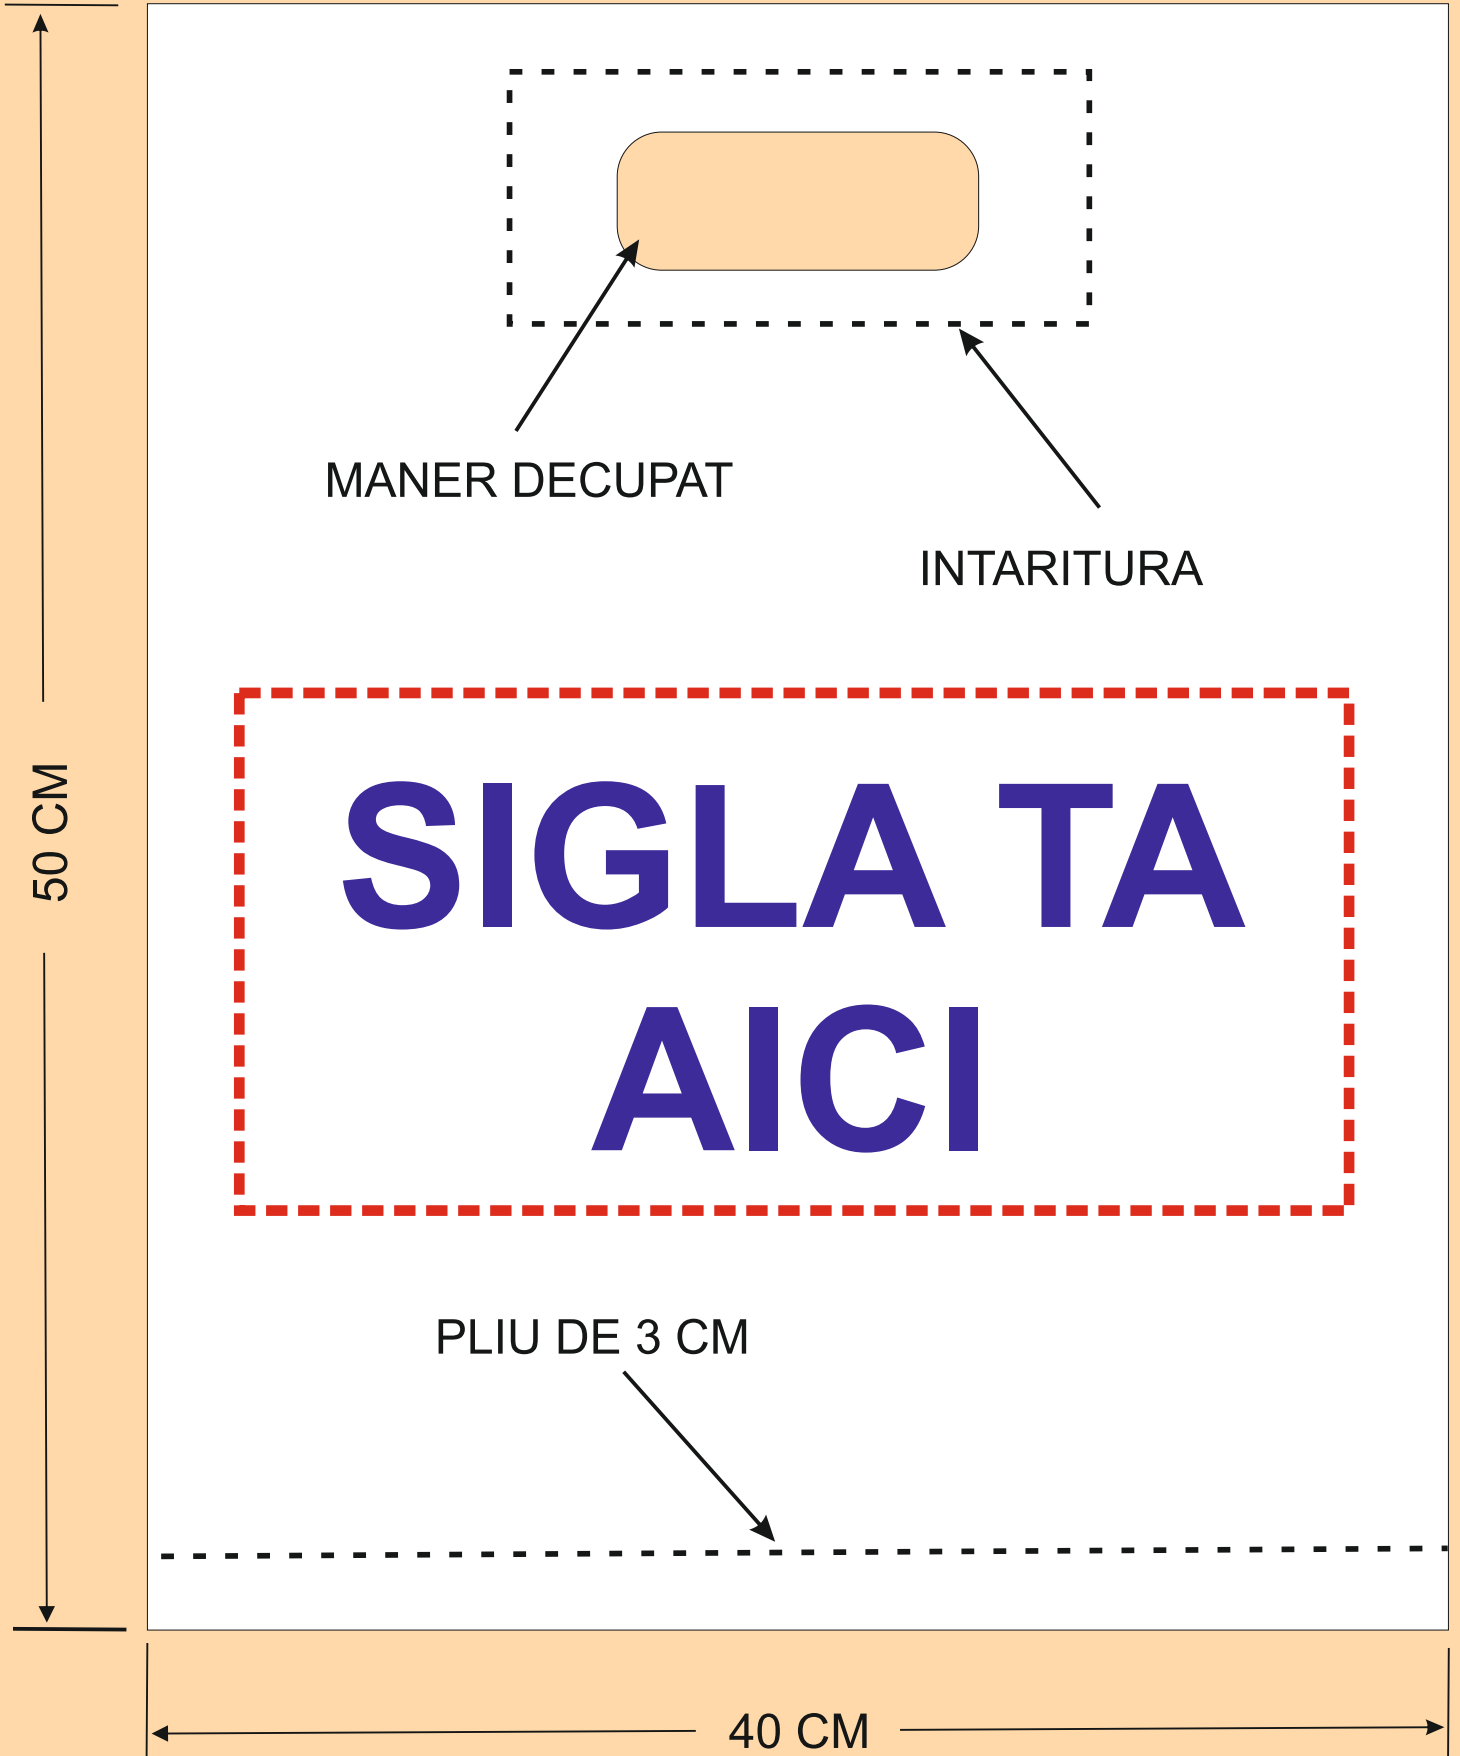 MANER DECUPAT
INTARITURA
50 CM
SIGLA TA
AICI
PLIU DE 3 CM
40 CM